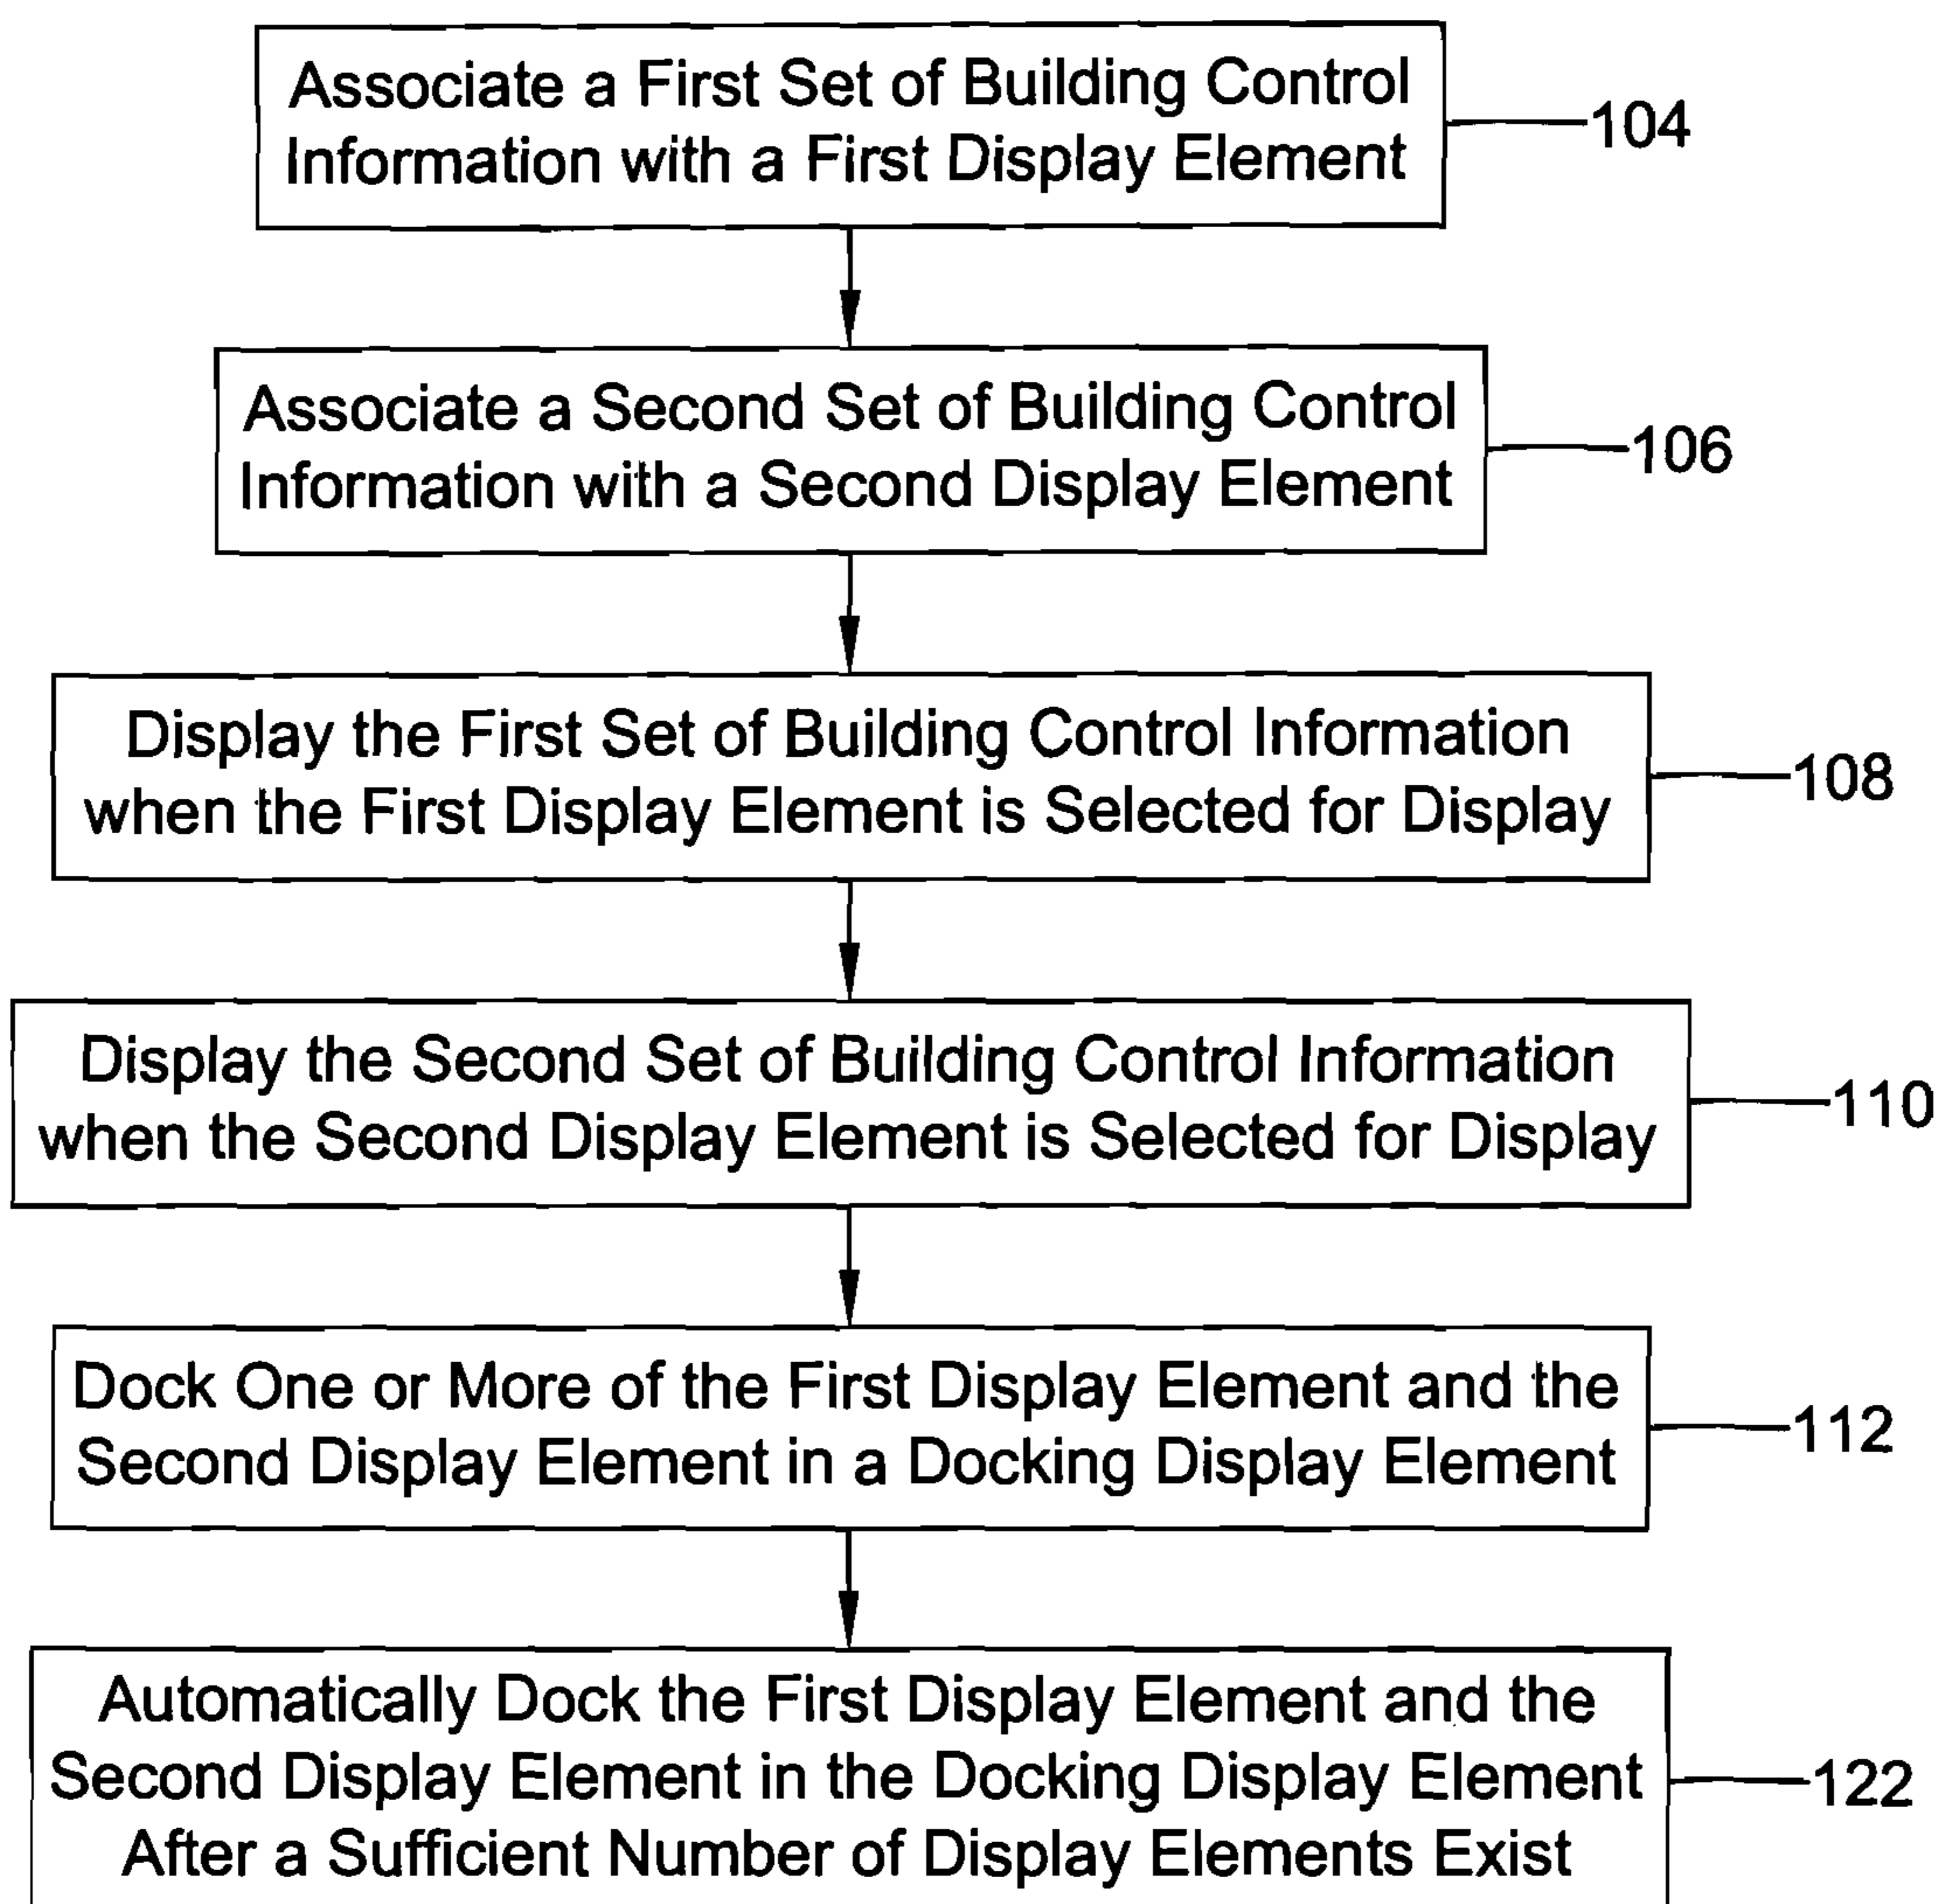 Associate a First Set of Building Control
Information with a First Display Element
104
Associate a Second Set of Building Control
Information with a Second Display Element
106
Display the First Set of Building Control Information
when the First Display Element is Selected for Display
108
Display the Second Set of Building Control Information
when the Second Display Element is Selected for Display
110
Dock One or More of the First Display Element and the
Second Display Element in a Docking Display Element
112
Automatically Dock the First Display Element and the
Second Display Element in the Docking Display Element
After a Sufficient Number of Display Elements Exist
122